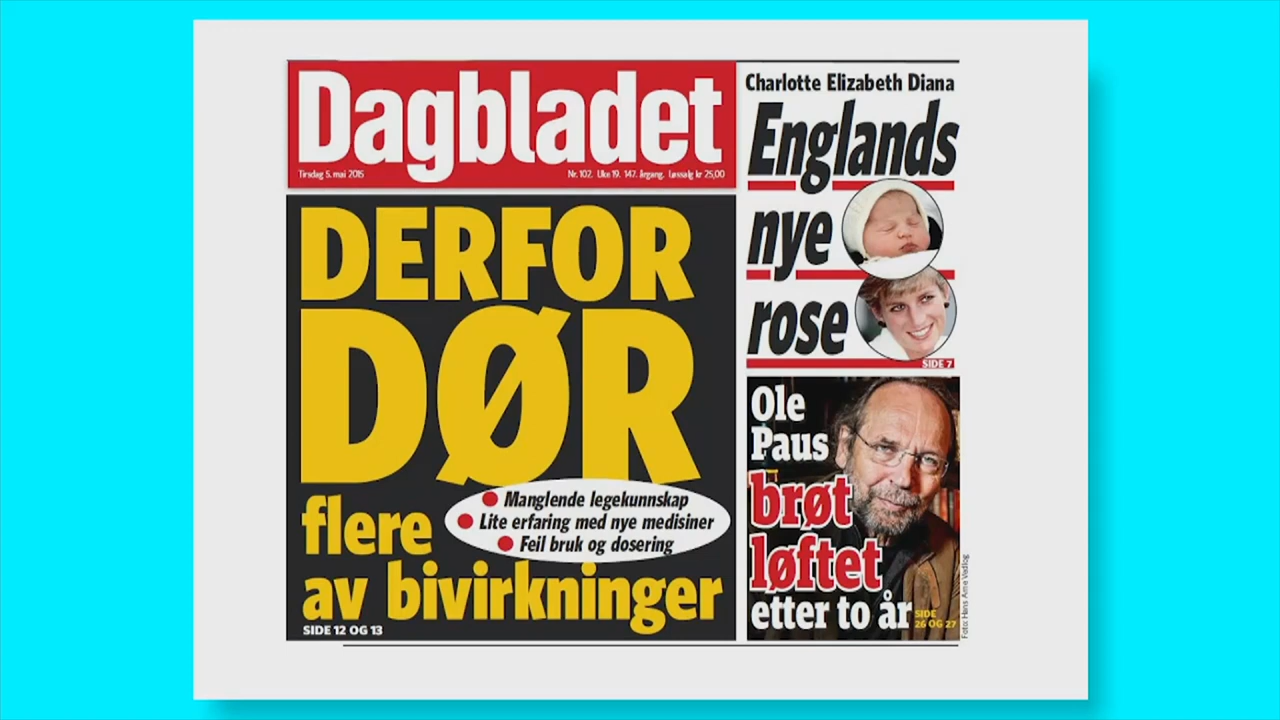 Dagbladet
Tirsdag 5. mai 2015
Nr. 102. Uke 19. 147. årgang. Løssalg kr 25,00
DERFOR
DØR
flere
av bivirkninger
Manglende legekunnskap
Lite erfaring med nye medisiner
Feil bruk og dosering
SIDE 12 OG 13
Charlotte Elizabeth Diana
Englands
nye
rose
SIDE 7
Ole
Paus
brøt
løftet
etter to år
SIDE
26 OG 27
Foto: Hans Arne Vedlog